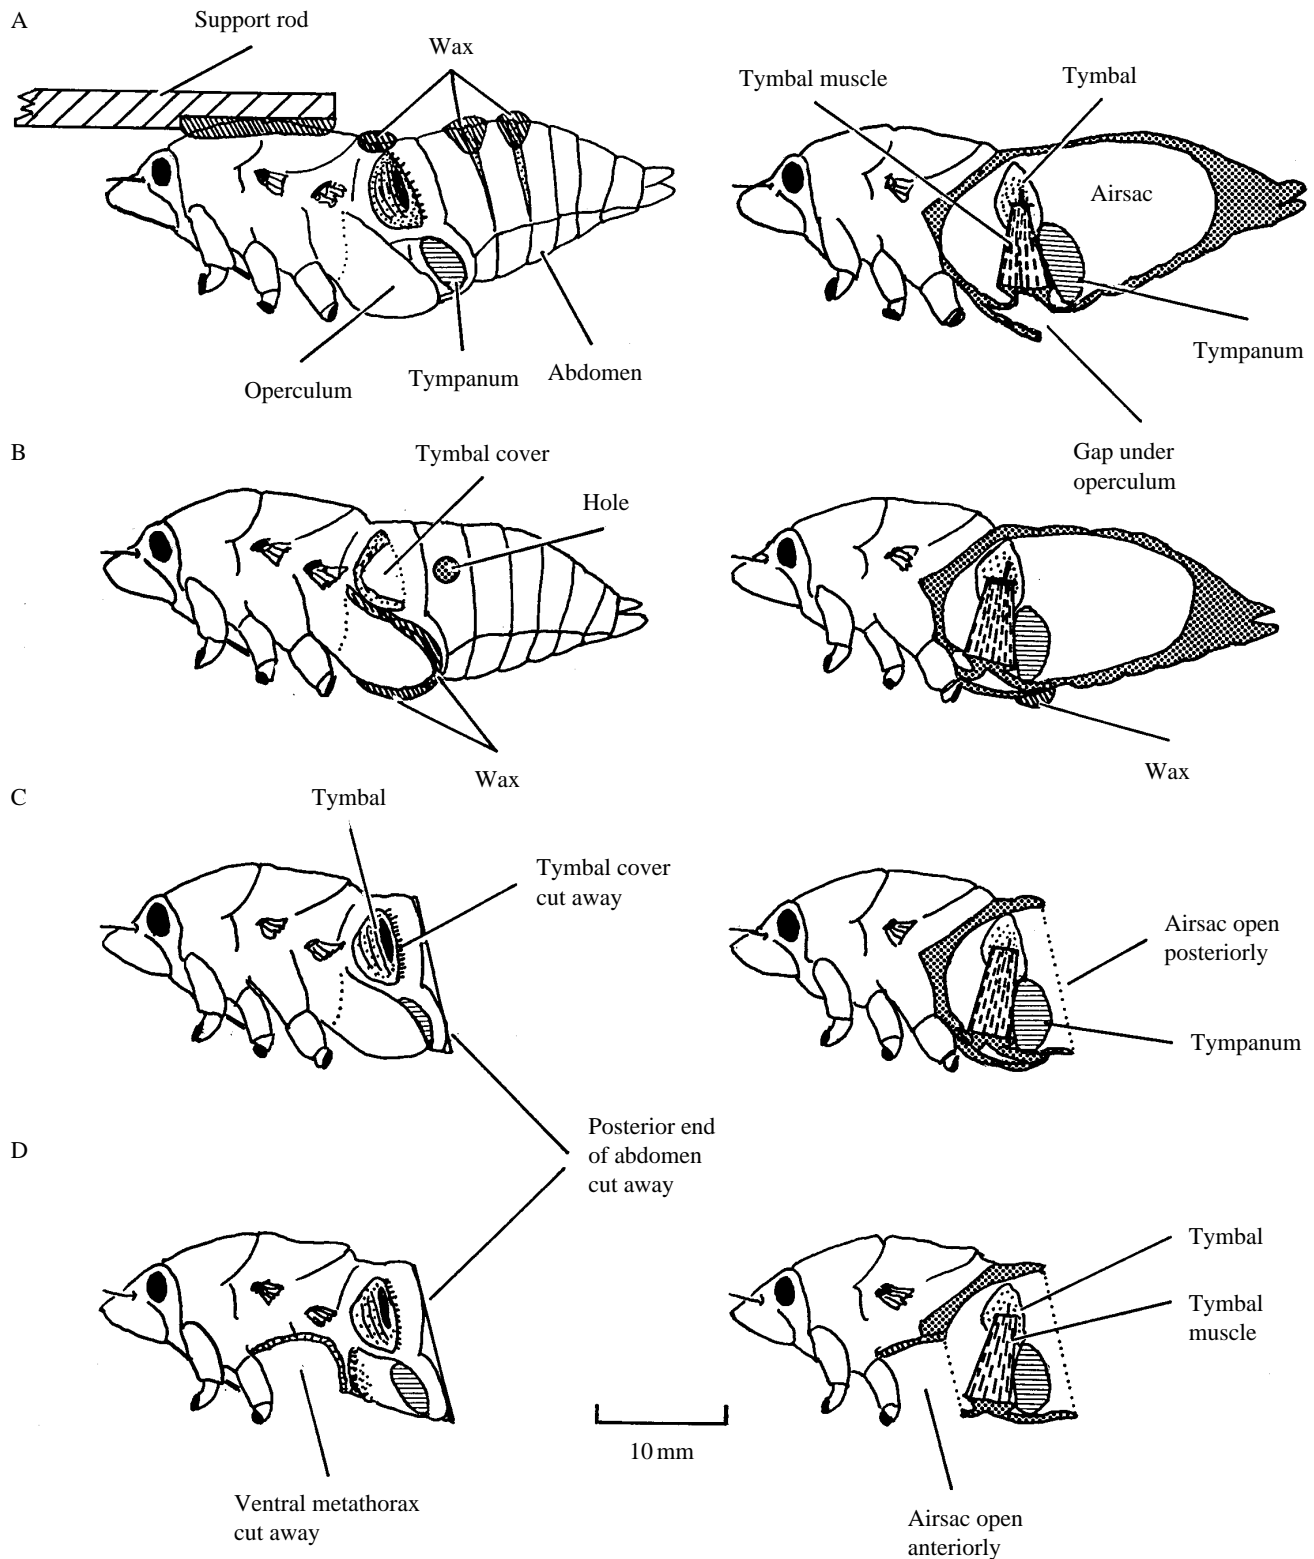 A
Support rod
Wax
Tymbal muscle
Tymbal
Airsac
Operculum
Tympanum
Abdomen
Tympanum
Gap under
operculum
B
Tymbal cover
Hole
Wax
Wax
C
Tymbal
Tymbal cover
cut away
Airsac open
posteriorly
Tympanum
Posterior end
of abdomen
cut away
D
Tymbal
Tymbal
muscle
10 mm
Ventral metathorax
cut away
Airsac open
anteriorly